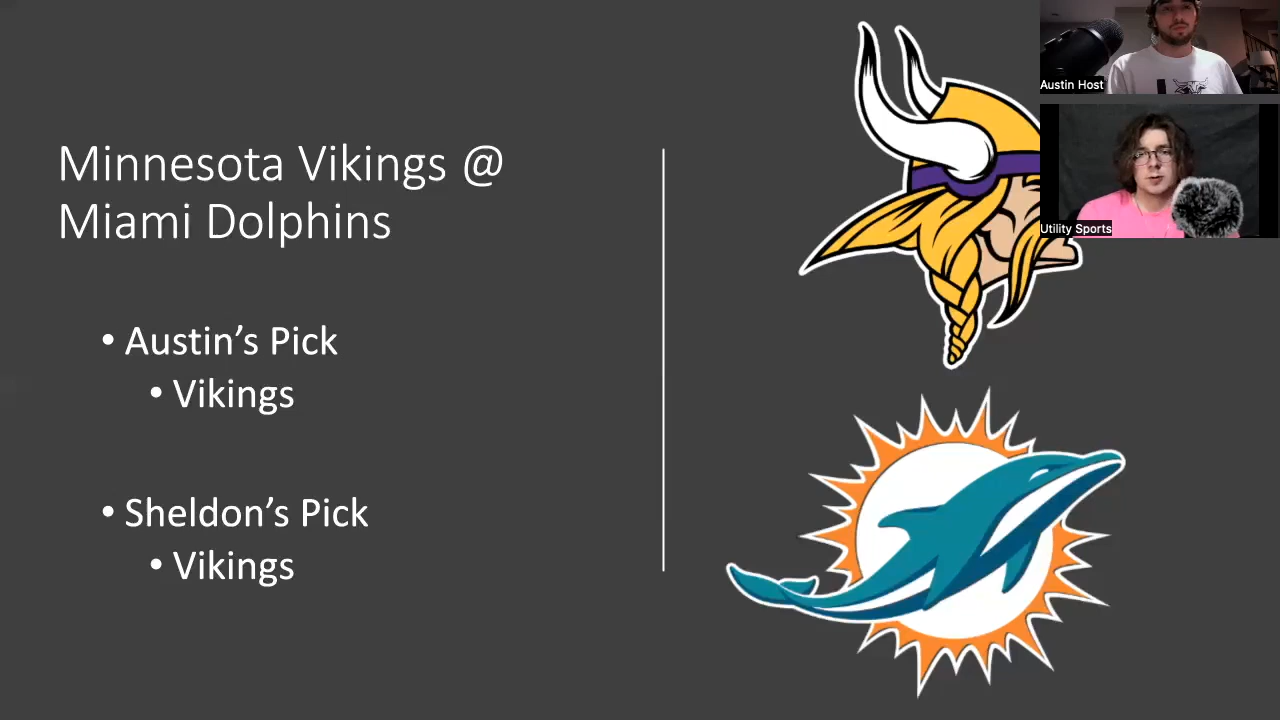 Minnesota Vikings @
Miami Dolphins
• Austin’s Pick
• Vikings
• Sheldon’s Pick
• Vikings
Austin Host
Utility Sports